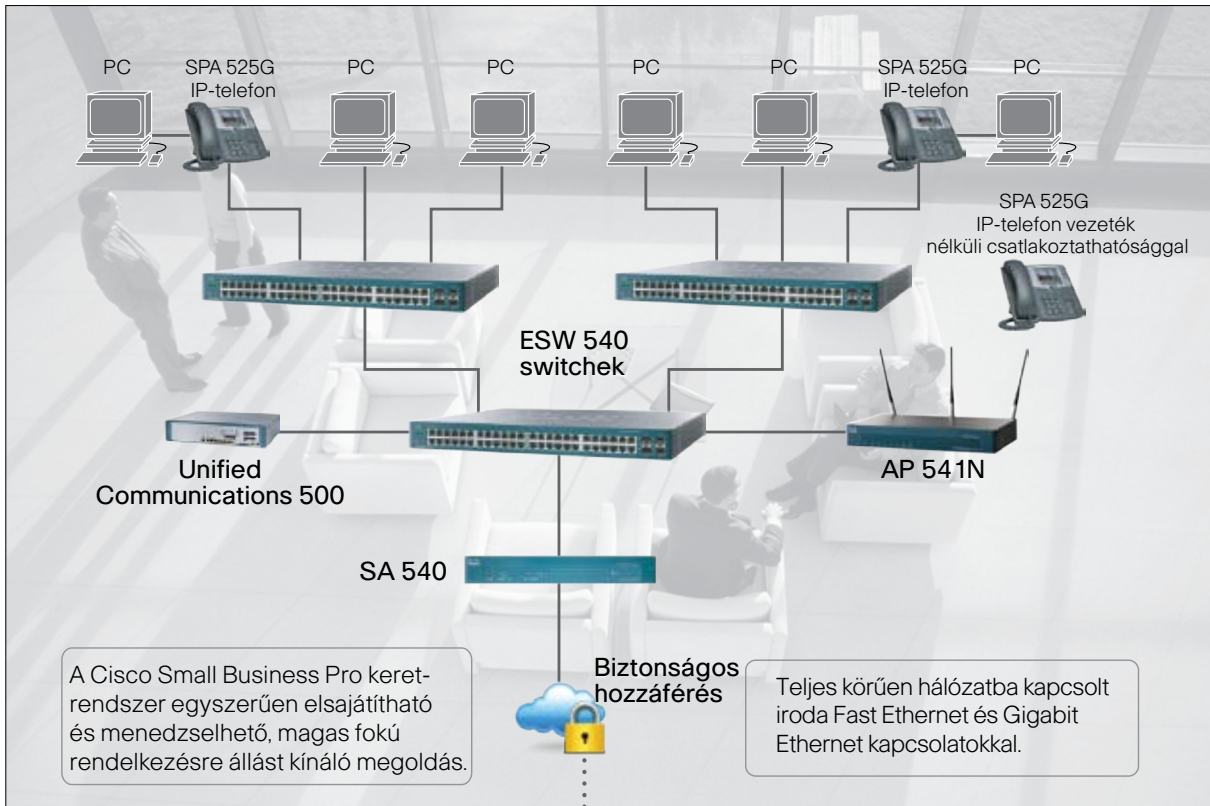 PC
SPA 525G
IP-telefon
PC
PC
PC
PC
SPA 525G
IP-telefon
PC
SPA 525G
IP-telefon vezeték
nélküli csatlakoztathatósággal
ESW 540
switchek
Unified
Communications 500
AP 541N
SA 540
Biztonságos
hozzáférés
A Cisco Small Business Pro keret-
rendszer egyszerűen elsajátítható
és menedzselhető, magas fokú
rendelkezésre állást kínáló megoldás.
Teljes körűen hálózatba kapcsolt
iroda Fast Ethernet és Gigabit
Ethernet kapcsolatokkal.